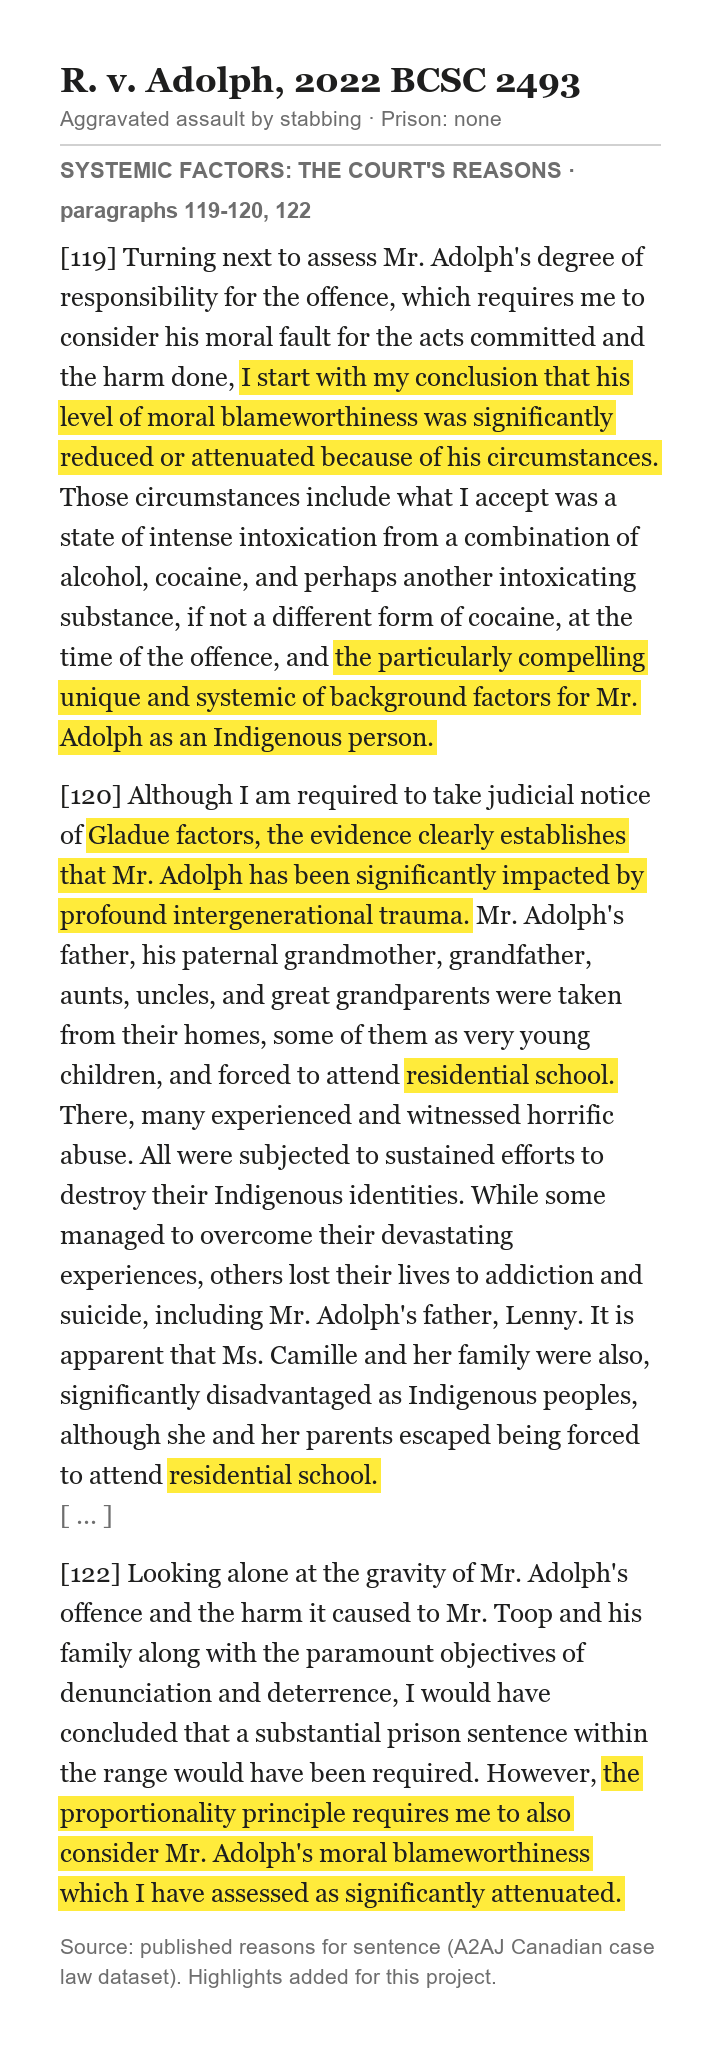 R. v. Adolph, 2022 BCSC 2493
Aggravated assault by stabbing · Prison: none
SYSTEMIC FACTORS: THE COURT'S REASONS ·
paragraphs 119-120, 122
[119] Turning next to assess Mr. Adolph's degree of
responsibility for the offence, which requires me to
consider his moral fault for the acts committed and
the harm done, I start with my conclusion that his
level of moral blameworthiness was significantly
reduced or attenuated because of his circumstances.
Those circumstances include what I accept was a
state of intense intoxication from a combination of
alcohol, cocaine, and perhaps another intoxicating
substance, if not a different form of cocaine, at the
time of the offence, and the particularly compelling
unique and systemic of background factors for Mr.
Adolph as an Indigenous person.
[120] Although I am required to take judicial notice
of Gladue factors, the evidence clearly establishes
that Mr. Adolph has been significantly impacted by
profound intergenerational trauma. Mr. Adolph's
father, his paternal grandmother, grandfather,
aunts, uncles, and great grandparents were taken
from their homes, some of them as very young
children, and forced to attend residential school.
There, many experienced and witnessed horrific
abuse. All were subjected to sustained efforts to
destroy their Indigenous identities. While some
managed to overcome their devastating
experiences, others lost their lives to addiction and
suicide, including Mr. Adolph's father, Lenny. It is
apparent that Ms. Camille and her family were also,
significantly disadvantaged as Indigenous peoples,
although she and her parents escaped being forced
to attend residential school.
[ ... ]
[122] Looking alone at the gravity of Mr. Adolph's
offence and the harm it caused to Mr. Toop and his
family along with the paramount objectives of
denunciation and deterrence, I would have
concluded that a substantial prison sentence within
the range would have been required. However, the
proportionality principle requires me to also
consider Mr. Adolph's moral blameworthiness
which I have assessed as significantly attenuated.
Source: published reasons for sentence (A2AJ Canadian case
law dataset). Highlights added for this project.